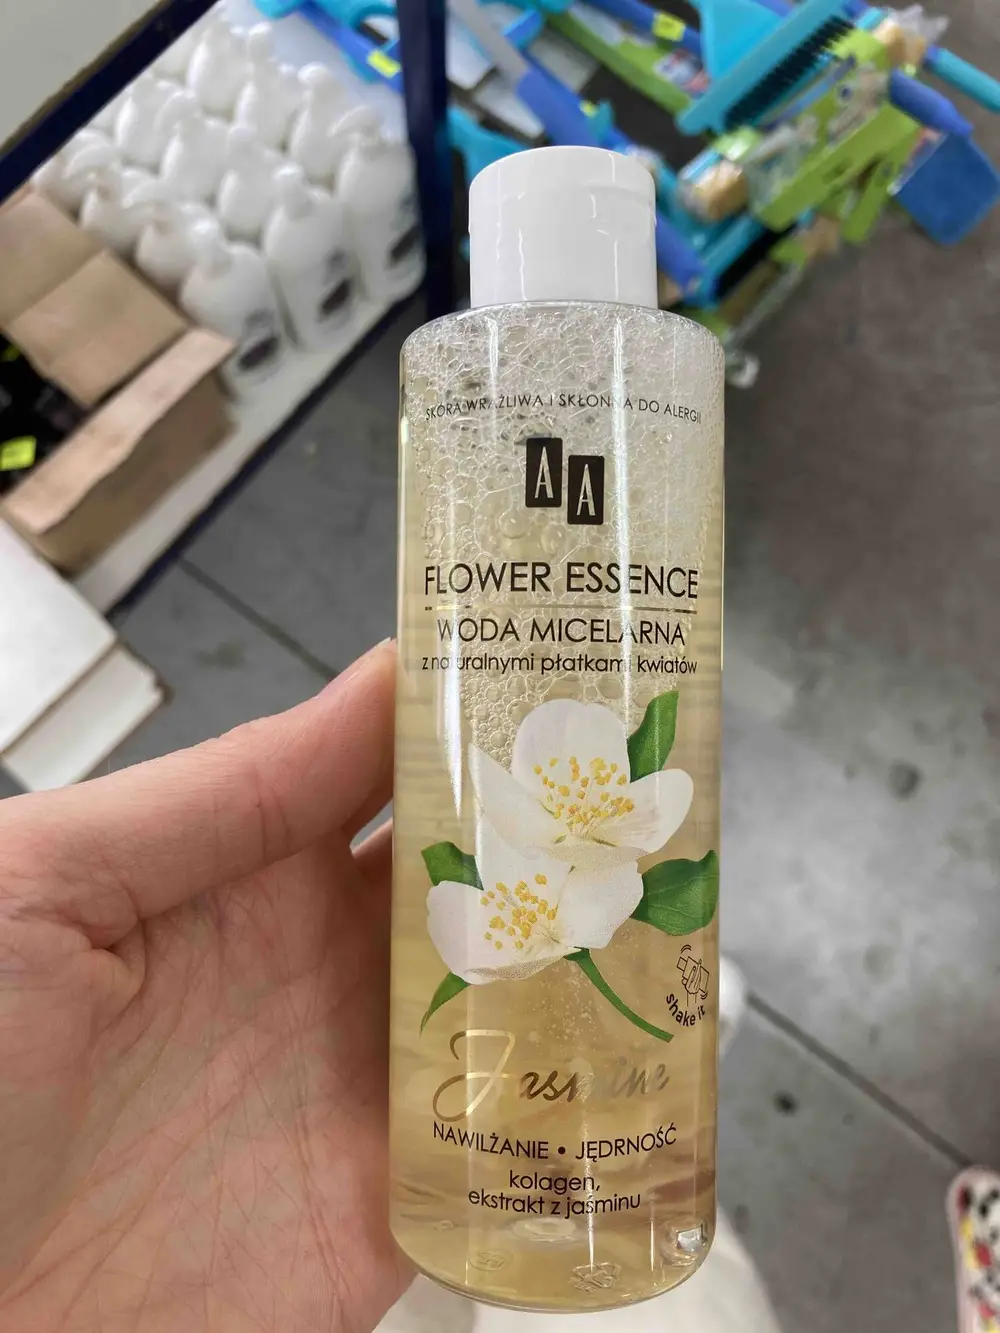 SKÓRA WRAŻLIWA I SKŁONNA DO ALERGII
AA
FLOWER ESSENCE
WODA MICELARNA
z naturalnymi płatkami kwiatów
shake it
Jasmine
NAWILŻANIE • JĘDRNOŚĆ
kolagen,
ekstrakt z jaśminu